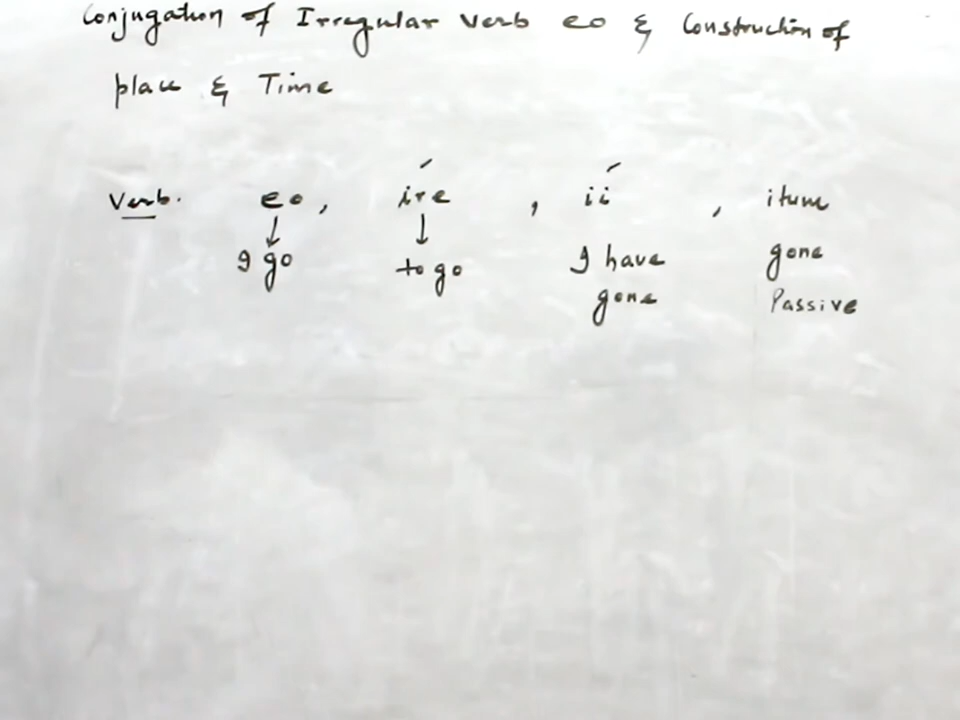 Conjugation of Irregular Verb eo & Construction of
place & Time
Verb. eo, íre, íi, itum
I go to go I have gone
gone Passive